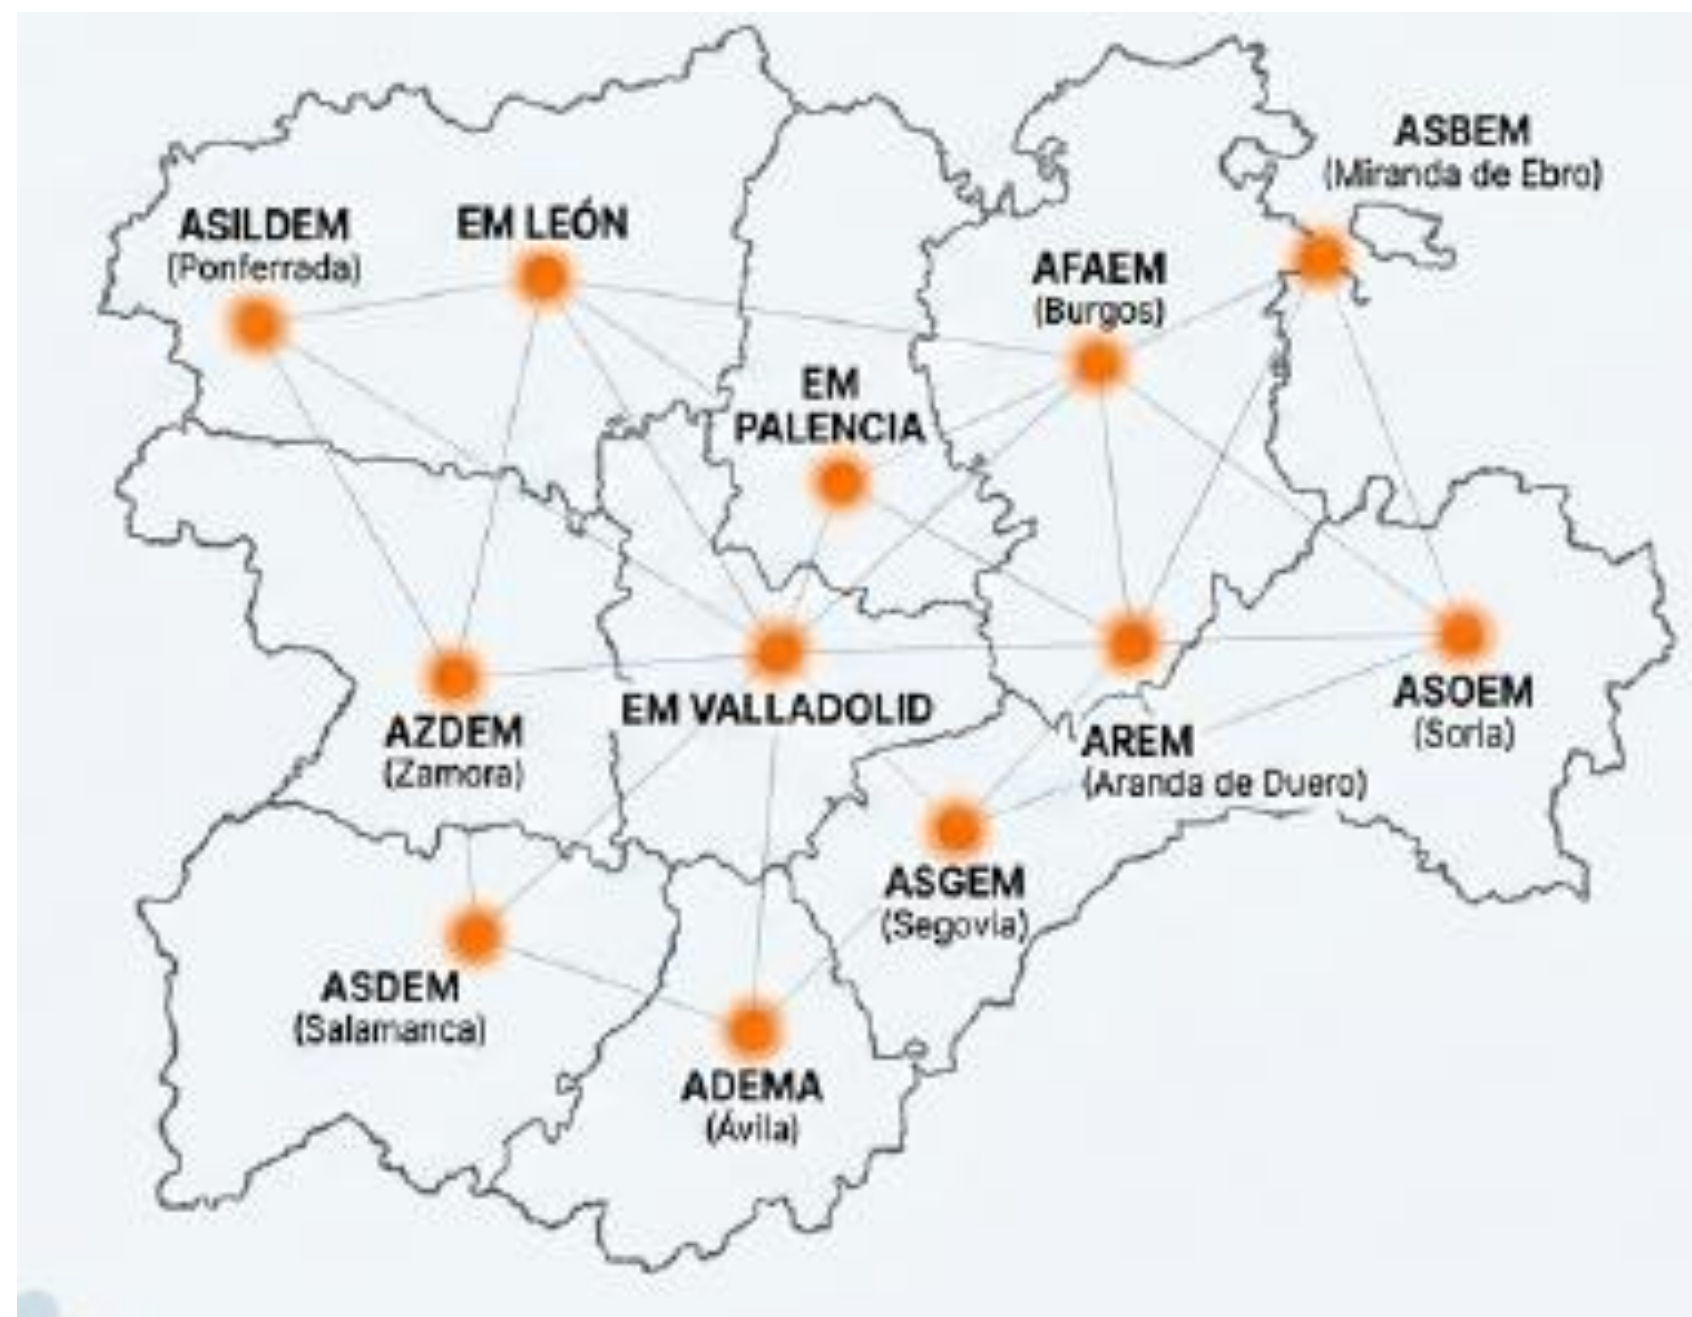 ASBEM
(Miranda de Ebro)
ASILDEM
(Ponferrada)
EM LEÓN
AFAEM
(Burgos)
EM
PALENCIA
EM VALLADOLID
AZDEM
(Zamora)
AREM
(Aranda de Duero)
ASOEM
(Soria)
ASGEM
(Segovia)
ASDEM
(Salamanca)
ADEMA
(Ávila)